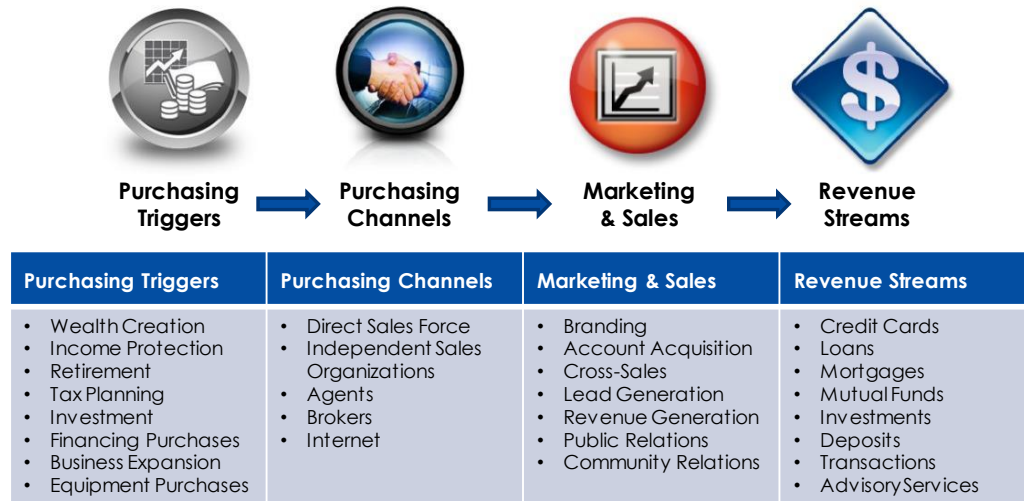 Purchasing
Triggers
Purchasing
Channels
Marketing
& Sales
Revenue
Streams
$
Purchasing Triggers
• Wealth Creation
• Income Protection
• Retirement
• Tax Planning
• Investment
• Financing Purchases
• Business Expansion
• Equipment Purchases
Purchasing Channels
• Direct Sales Force
• Independent Sales
Organizations
• Agents
• Brokers
• Internet
Marketing & Sales
• Branding
• Account Acquisition
• Cross-Sales
• Lead Generation
• Revenue Generation
• Public Relations
• Community Relations
Revenue Streams
• Credit Cards
• Loans
• Mortgages
• Mutual Funds
• Investments
• Deposits
• Transactions
• Advisory Services